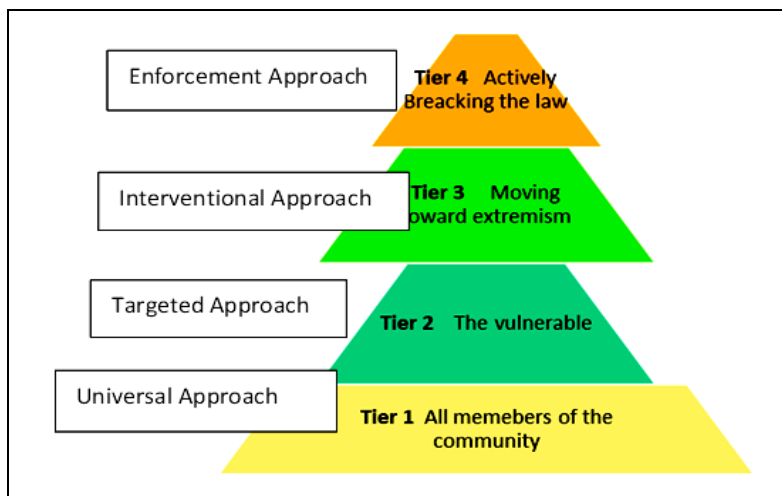 Enforcement Approach
Tier 4 Actively
Breacking the law
Interventional Approach
Tier 3 Moving
oward extremism
Targeted Approach
Tier 2 The vulnerable
Universal Approach
Tier 1 All memebers of the
community